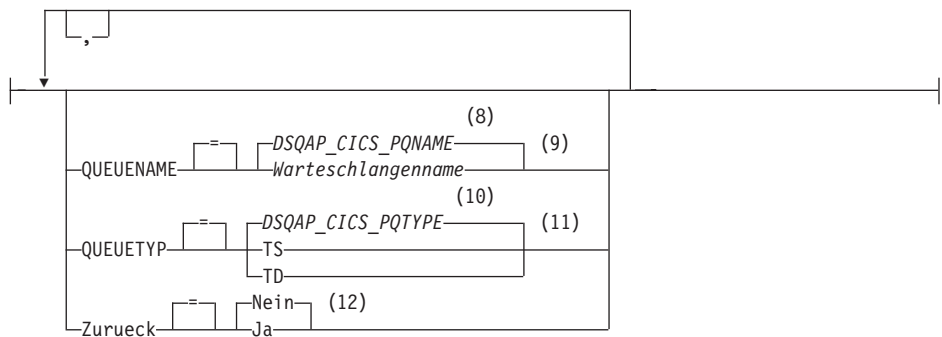 ,
(8)
= DSQAP_CICS_PQNAME (9)
QUEUENAME Warteschlangenname
(10)
= DSQAP_CICS_PQTYPE (11)
QUEUETYP TS
TD
= Nein (12)
Zurueck Ja